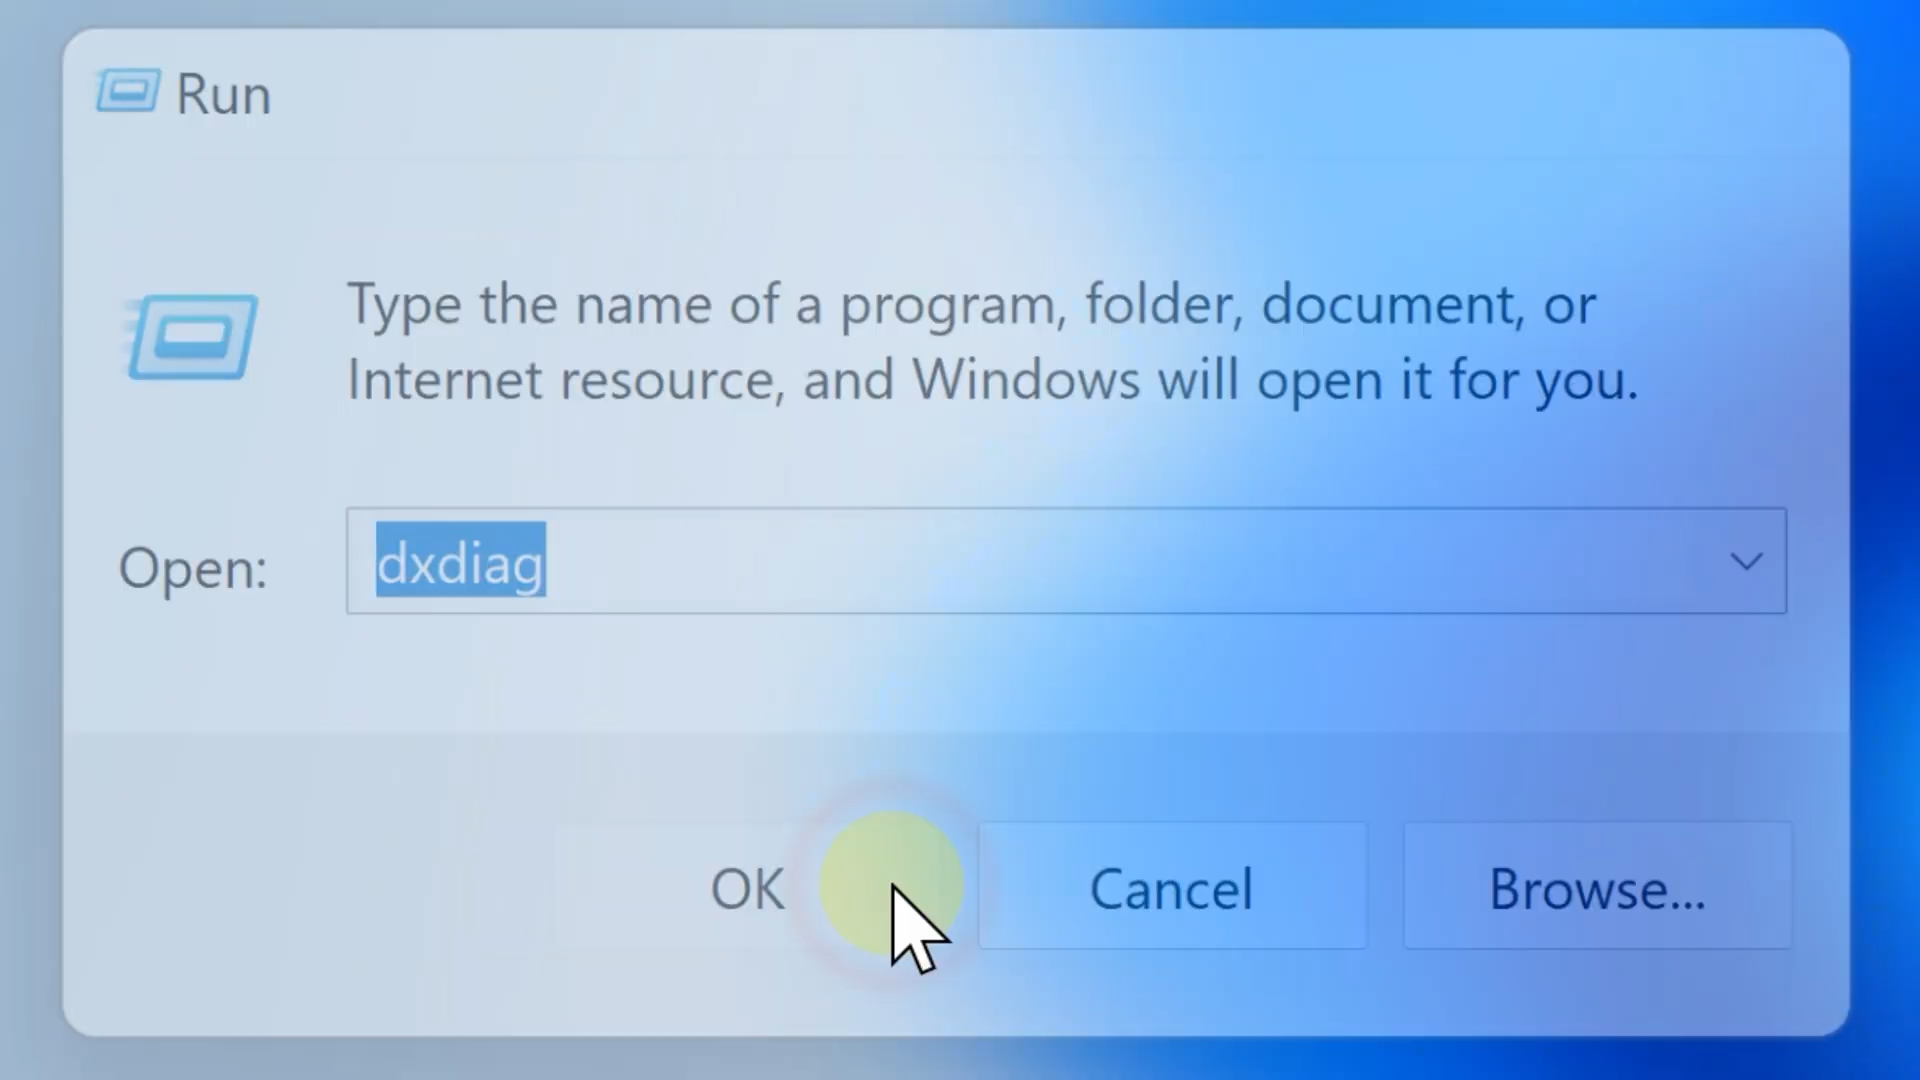 Run
Type the name of a program, folder, document, or
Internet resource, and Windows will open it for you.
Open:
dxdiag
OK
Cancel
Browse...